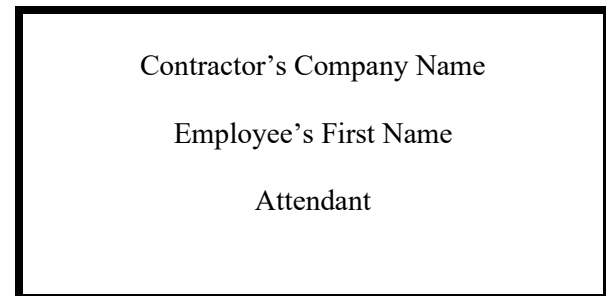 Contractor’s Company Name
Employee’s First Name
Attendant